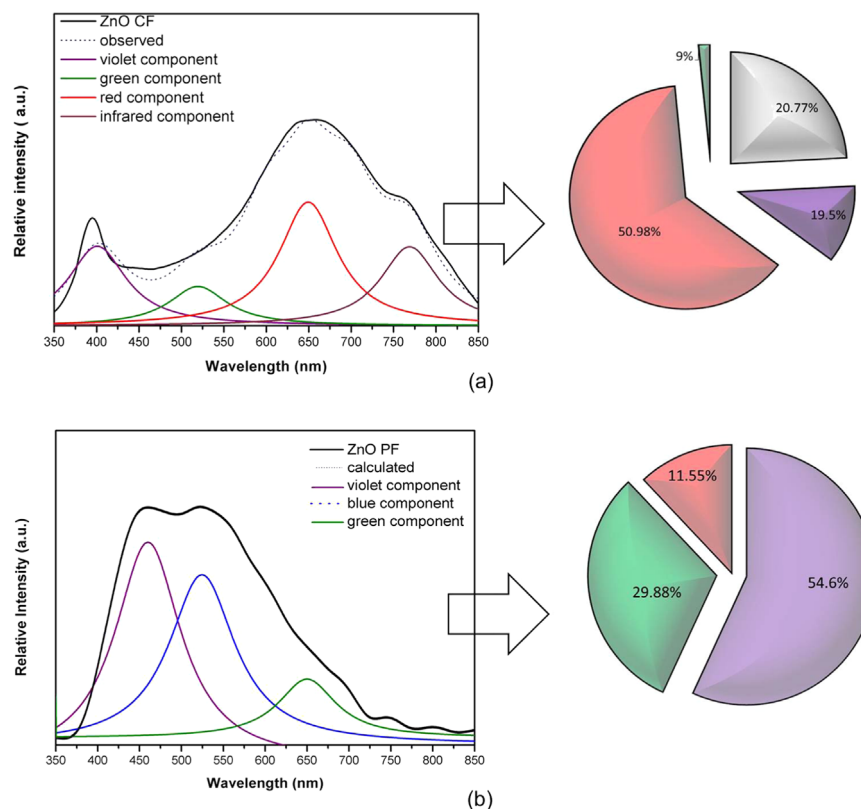 ZnO CF
observed
violet component
green component
red component
infrared component
Relative intensity ( a.u.)
350 400 450 500 550 600 650 700 750 800 850
Wavelength (nm)
9%
20.77%
19.5%
50.98%
(a)
ZnO PF
calculated
violet component
blue component
green component
Relative Intensity (a.u.)
350 400 450 500 550 600 650 700 750 800 850
Wavelength (nm)
11.55%
29.88%
54.6%
(b)